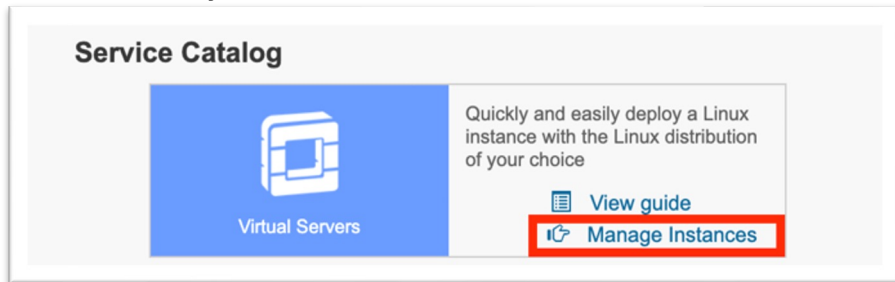 Service Catalog
Quickly and easily deploy a Linux
instance with the Linux distribution
of your choice
View guide
Virtual Servers
Manage Instances